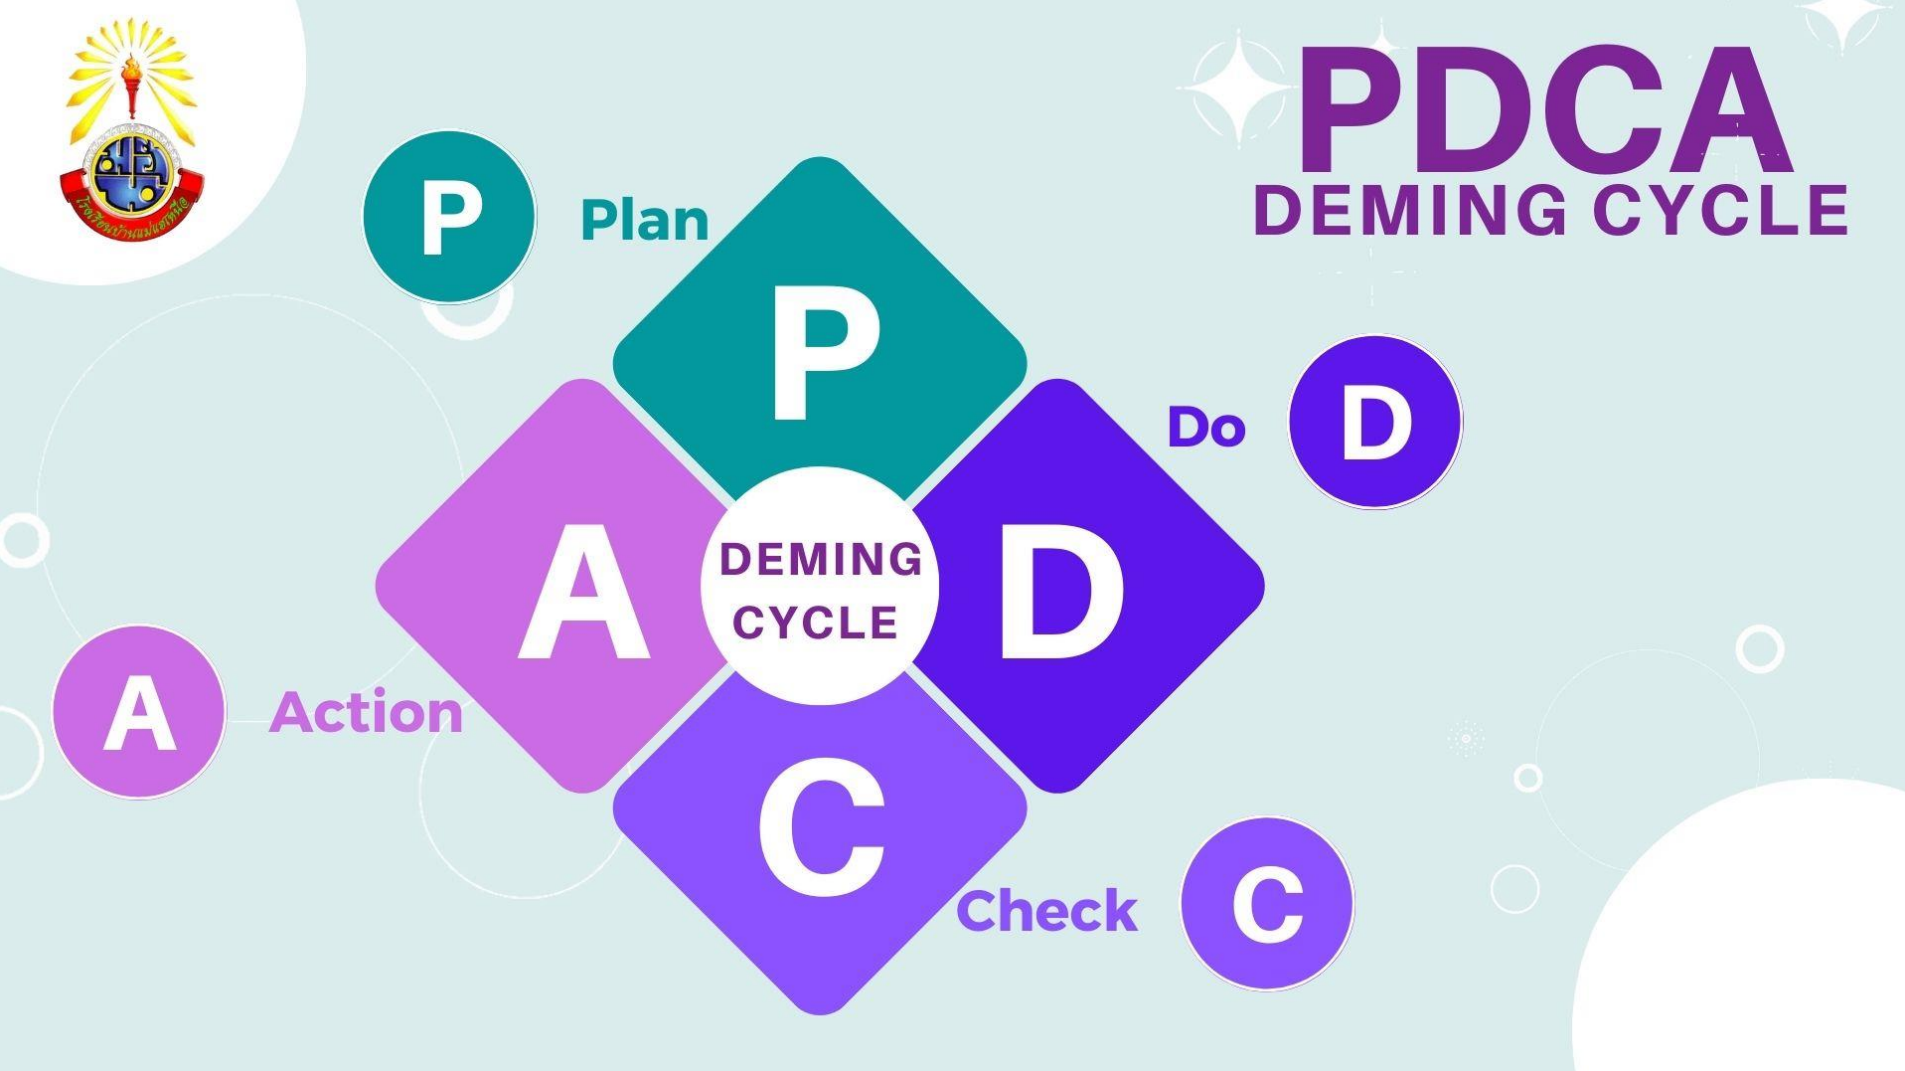 PDCA
DEMING CYCLE
P
Plan
P
Do
D
A
DEMING
CYCLE
D
A
Action
C
Check
C